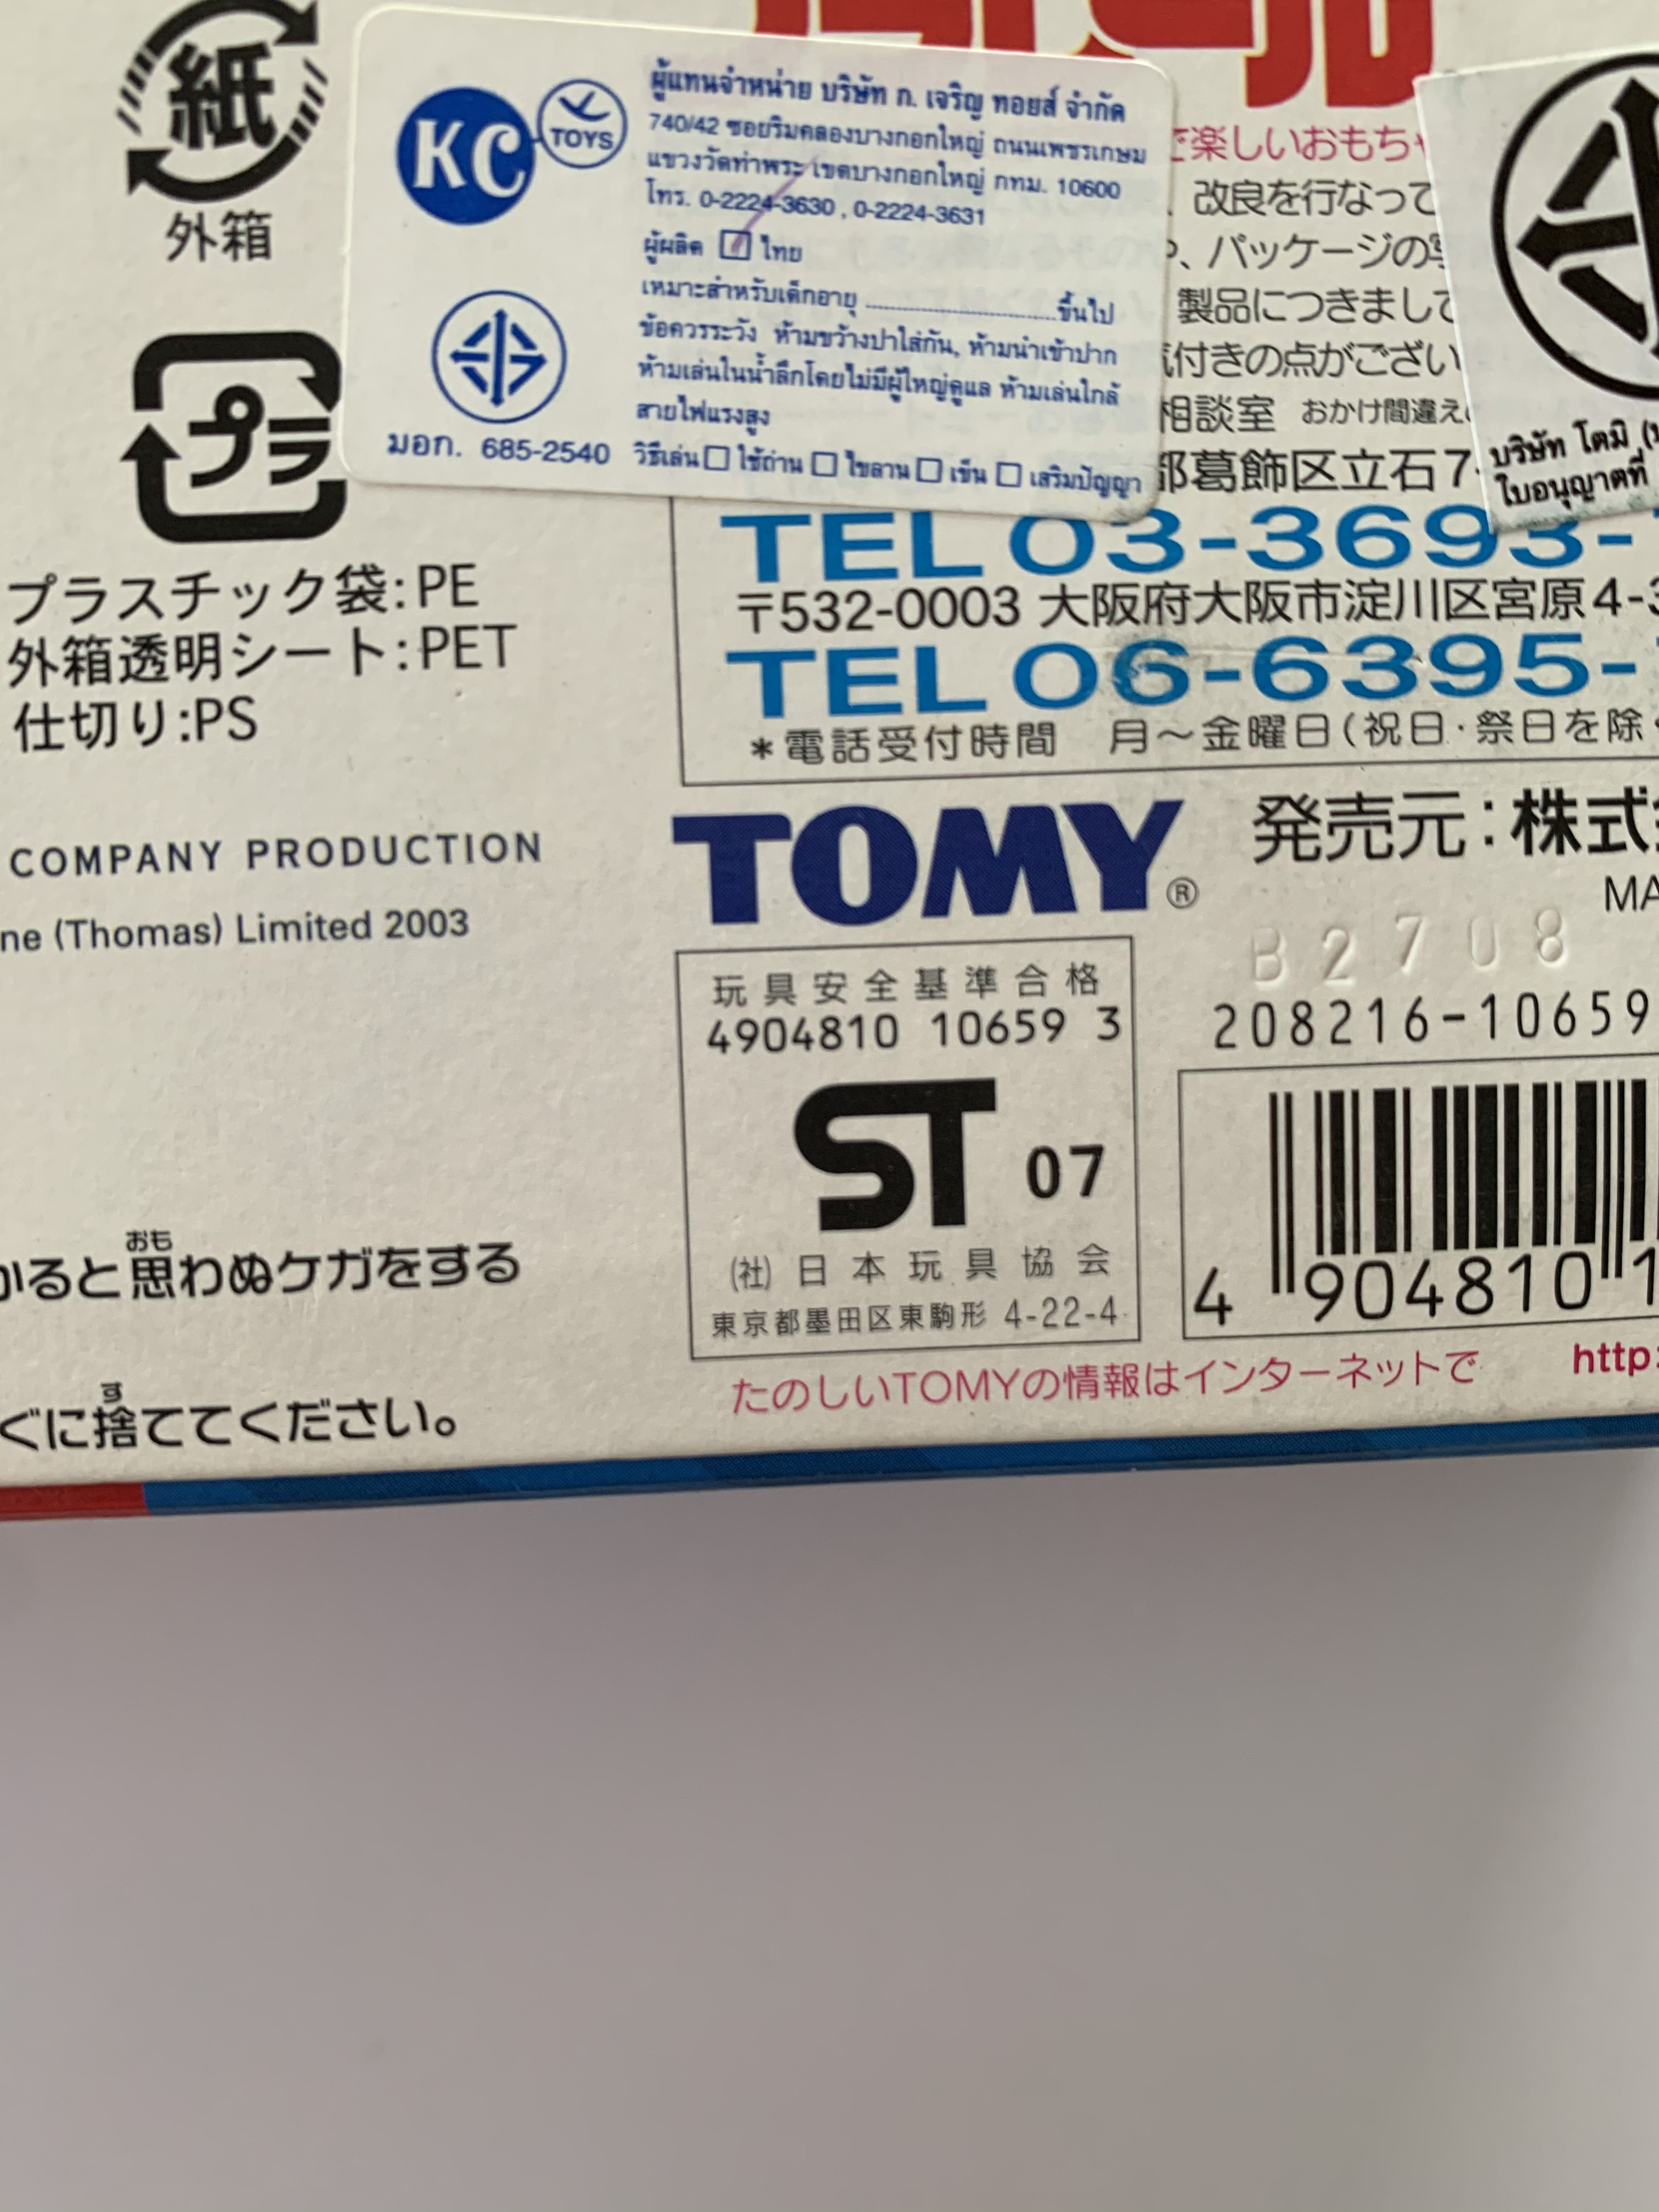 紙
外箱
プラ
プラスチック袋:PE
外箱透明シート:PET
仕切り:PS
COMPANY PRODUCTION
ne (Thomas) Limited 2003
かると思わぬケガをする
おも
ぐに捨ててください。
す
KC TOYS
มอก. 685-2540
ผู้แทนจำหน่าย บริษัท ก. เจริญ ทอยส์ จำกัด
740/42 ซอยริมคลองบางกอกใหญ่ ถนนเพชรเกษม
แขวงวัดท่าพระ เขตบางกอกใหญ่ กทม. 10600
โทร. 0-2224-3630 , 0-2224-3631
ผู้ผลิต ไทย
เหมาะสำหรับเด็กอายุ ........................ขึ้นไป
ข้อควรระวัง ห้ามขว้างปาใส่กัน, ห้ามนำเข้าปาก
ห้ามเล่นในน้ำลึกโดยไม่มีผู้ใหญ่ดูแล ห้ามเล่นใกล้
สายไฟแรงสูง
วิธีเล่น □ ใช้ถ่าน □ ไขลาน □ เข็น □ เสริมปัญญา
で楽しいおもちゃ
改良を行なって
、パッケージの写
製品につきまして
気付きの点がござい
相談室 おかけ間違え
都葛飾区立石7-
บริษัท โตมี (
ใบอนุญาตที่
TEL 03-3693-
〒532-0003 大阪府大阪市淀川区宮原4-3
TEL 06-6395-
*電話受付時間 月〜金曜日(祝日·祭日を除く
TOMY®
発売元:株式
MA
B2708
208216-10659
玩具安全基準合格
4904810 10659 3
ST 07
(社)日本玩具協会
東京都墨田区東駒形 4-22-4
4 904810 1
たのしいTOMYの情報はインターネットで http: